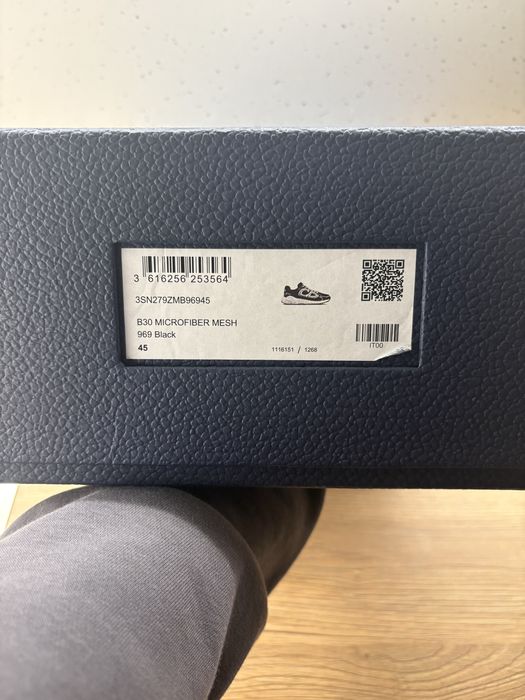 3 616256 253564
3SN279ZMB96945
B30 MICROFIBER MESH
969 Black
45
1116151 / 1268
IT00